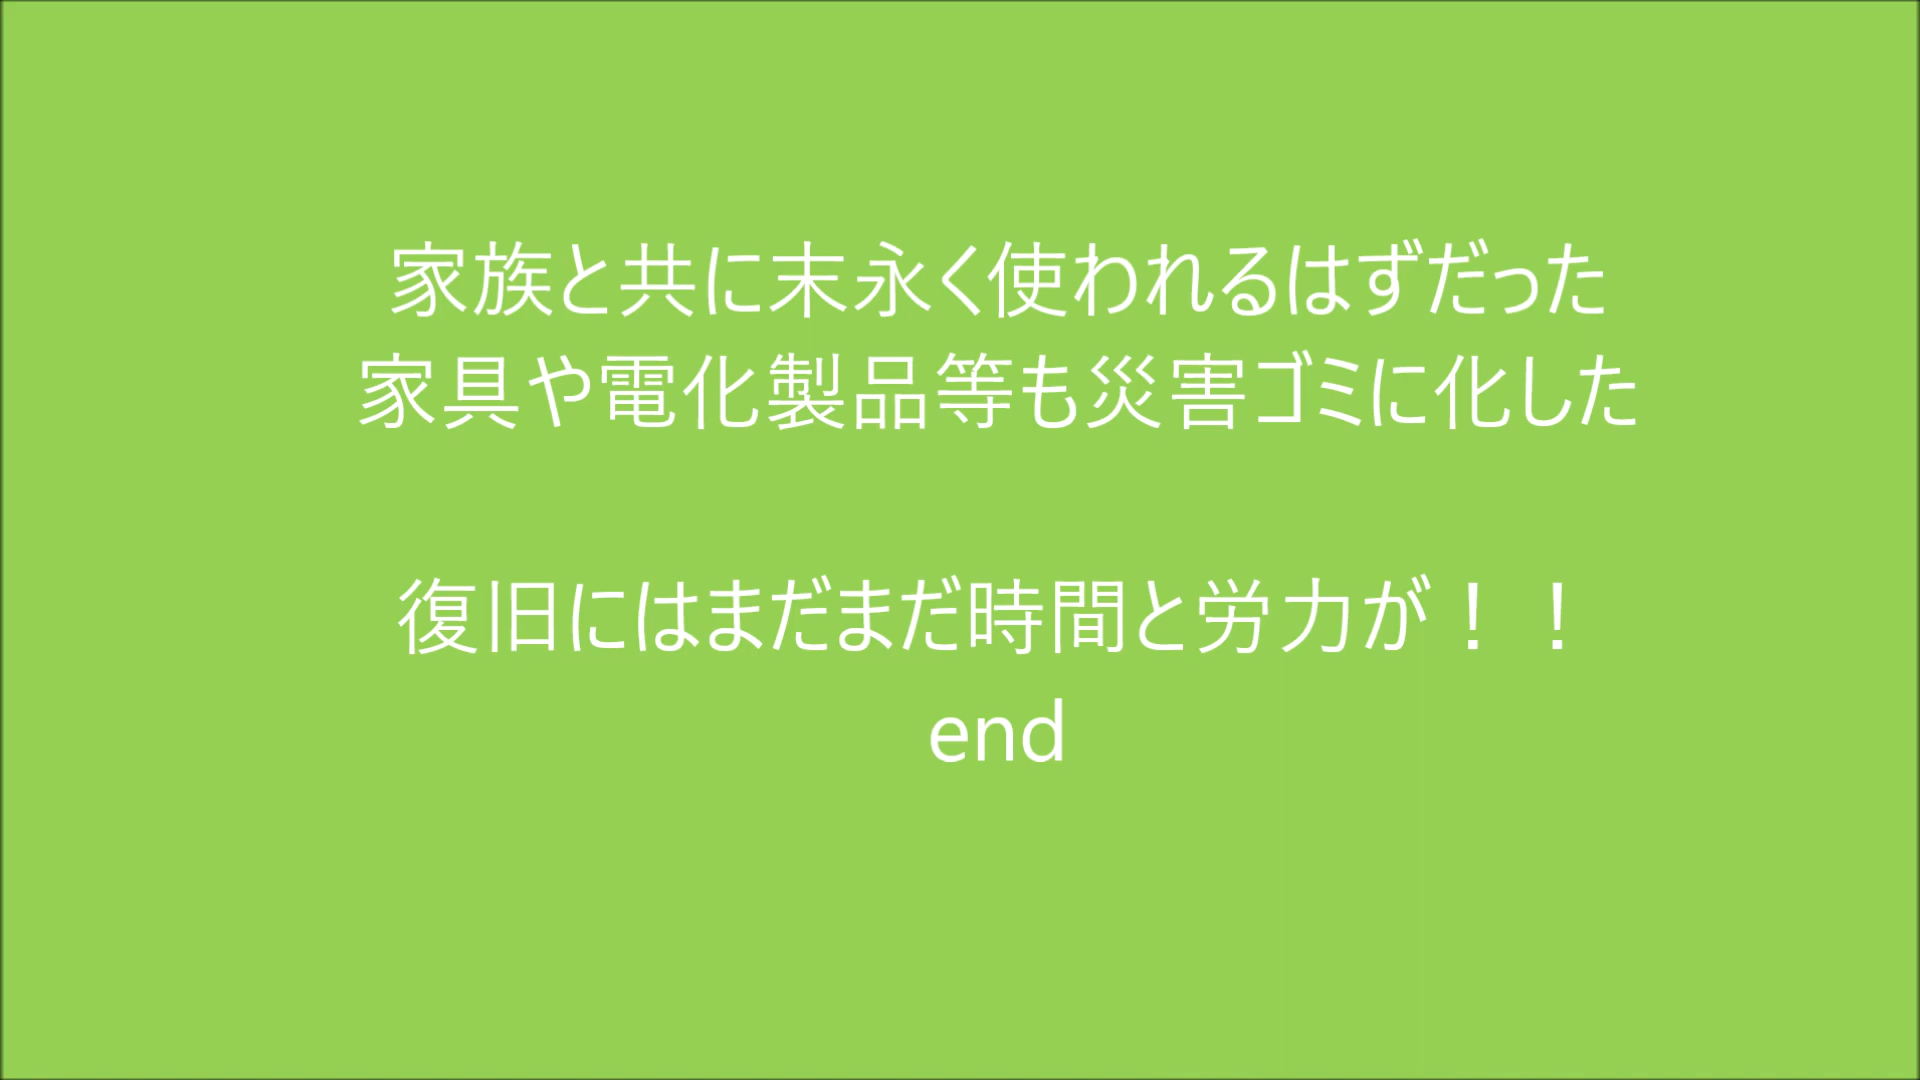 家族と共に末永く使われるはずだった
家具や電化製品等も災害ゴミに化した
復旧にはまだまだ時間と労力が！！
end